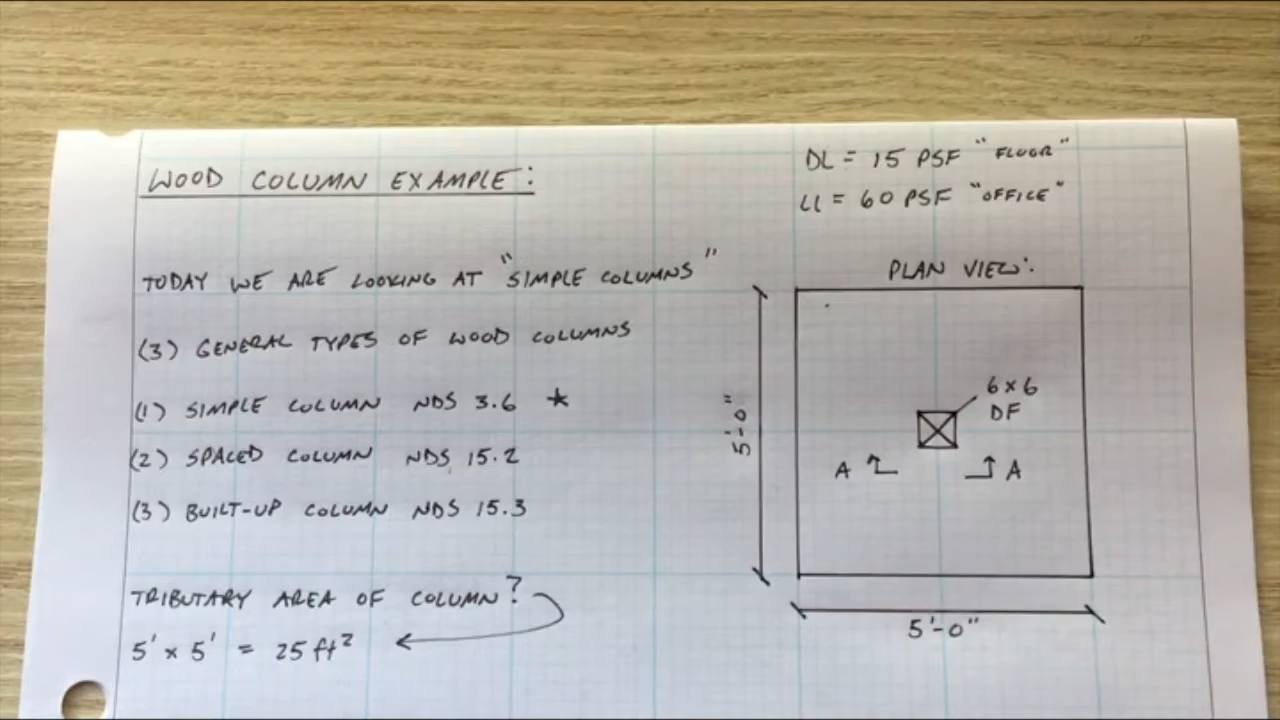 WOOD COLUMN EXAMPLE:
TODAY WE ARE LOOKING AT "SIMPLE COLUMNS"
(3) GENERAL TYPES OF WOOD COLUMNS
(1) SIMPLE COLUMN NDS 3.6 ★
(2) SPACED COLUMN NDS 15.2
(3) BUILT-UP COLUMN NDS 15.3
TRIBUTARY AREA OF COLUMN?
5' × 5' = 25 ft²
DL = 15 PSF "FLOOR"
LL = 60 PSF "OFFICE"
PLAN VIEW:
6 × 6
DF
5'-0"
A A
5'-0"